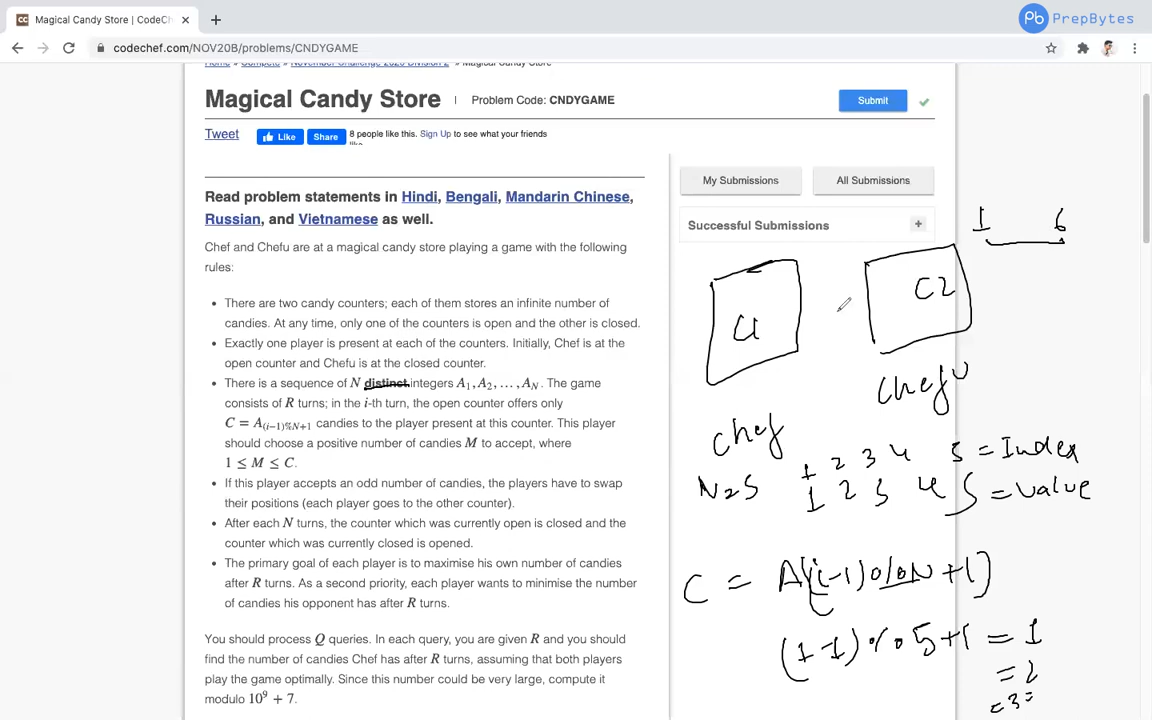 Magical Candy Store | CodeChe
PrepBytes
codechef.com/NOV20B/problems/CNDYGAME
Home » Compete » November Challenge 2020 Division 2 » Magical Candy Store
Magical Candy Store
Problem Code: CNDYGAME
Submit
Tweet
Like
Share
8 people like this. Sign Up to see what your friends
like.
Read problem statements in Hindi, Bengali, Mandarin Chinese,
Russian, and Vietnamese as well.
Chef and Chefu are at a magical candy store playing a game with the following
rules:
There are two candy counters; each of them stores an infinite number of
candies. At any time, only one of the counters is open and the other is closed.
Exactly one player is present at each of the counters. Initially, Chef is at the
open counter and Chefu is at the closed counter.
There is a sequence of N distinct integers A1, A2, …, AN. The game
consists of R turns; in the i-th turn, the open counter offers only
C = A(i−1)%N+1 candies to the player present at this counter. This player
should choose a positive number of candies M to accept, where
1 ≤ M ≤ C.
If this player accepts an odd number of candies, the players have to swap
their positions (each player goes to the other counter).
After each N turns, the counter which was currently open is closed and the
counter which was currently closed is opened.
The primary goal of each player is to maximise his own number of candies
after R turns. As a second priority, each player wants to minimise the number
of candies his opponent has after R turns.
You should process Q queries. In each query, you are given R and you should
find the number of candies Chef has after R turns, assuming that both players
play the game optimally. Since this number could be very large, compute it
modulo 10⁹ + 7.
My Submissions
All Submissions
Successful Submissions
1 6
C1
C2
Chefu
Chef
1 2 3 4 5 = Index
N=5 1 2 3 4 5 = value
C = A((i-1)%N+1)
(1-1)%5+1 = 1
= 2
= 3 =